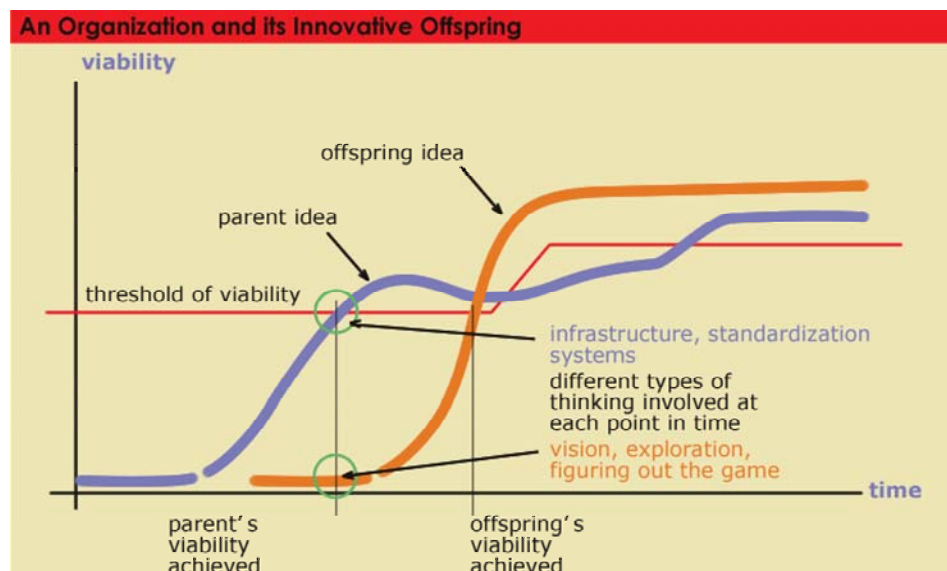 An Organization and its Innovative Offspring
viability
offspring idea
parent idea
threshold of viability
infrastructure, standardization
systems
different types of
thinking involved at
each point in time
vision, exploration,
figuring out the game
time
parent's
viability
achieved
offspring's
viability
achieved